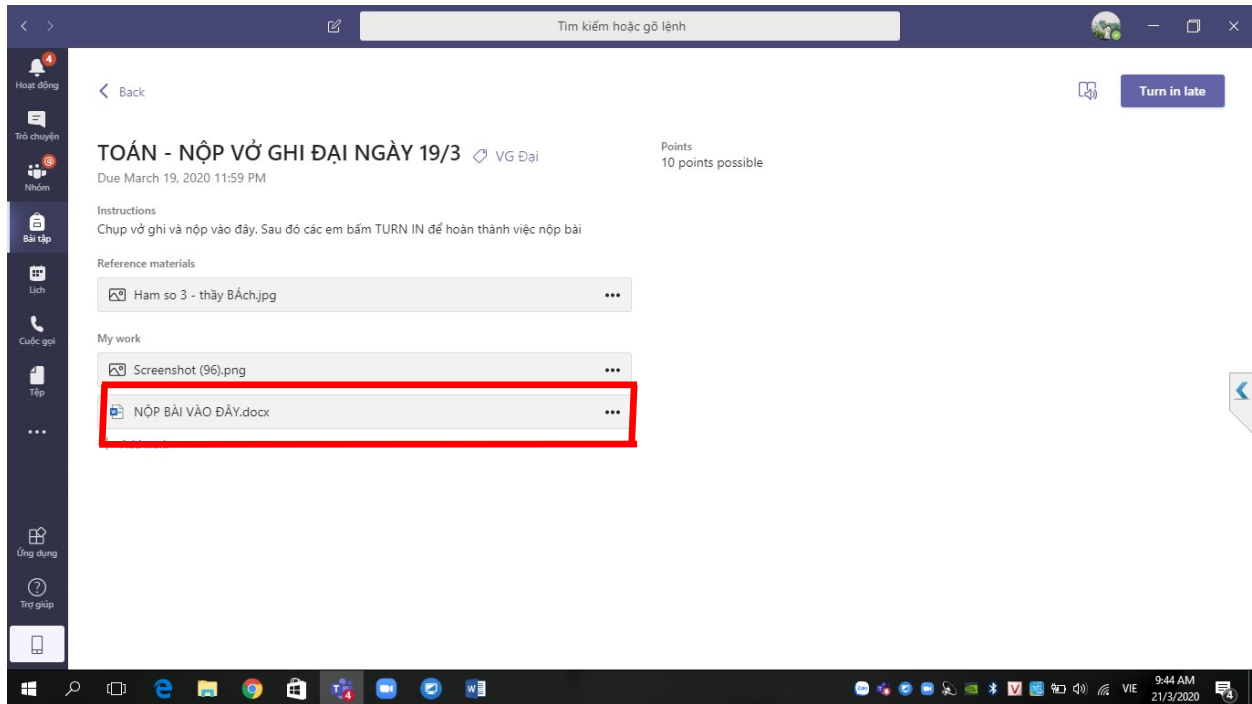 Tìm kiếm hoặc gõ lệnh
4
Hoạt động
Trò chuyện
@
Nhóm
Bài tập
Lịch
Cuộc gọi
Tệp
Ứng dụng
Trợ giúp
Back
Turn in late
TOÁN - NỘP VỞ GHI ĐẠI NGÀY 19/3 VG Đại
Due March 19, 2020 11:59 PM
Points
10 points possible
Instructions
Chụp vở ghi và nộp vào đây. Sau đó các em bấm TURN IN để hoàn thành việc nộp bài
Reference materials
Ham so 3 - thầy BÁch.jpg
My work
Screenshot (96).png
NỘP BÀI VÀO ĐÂY.docx
VIE
9:44 AM
21/3/2020
4